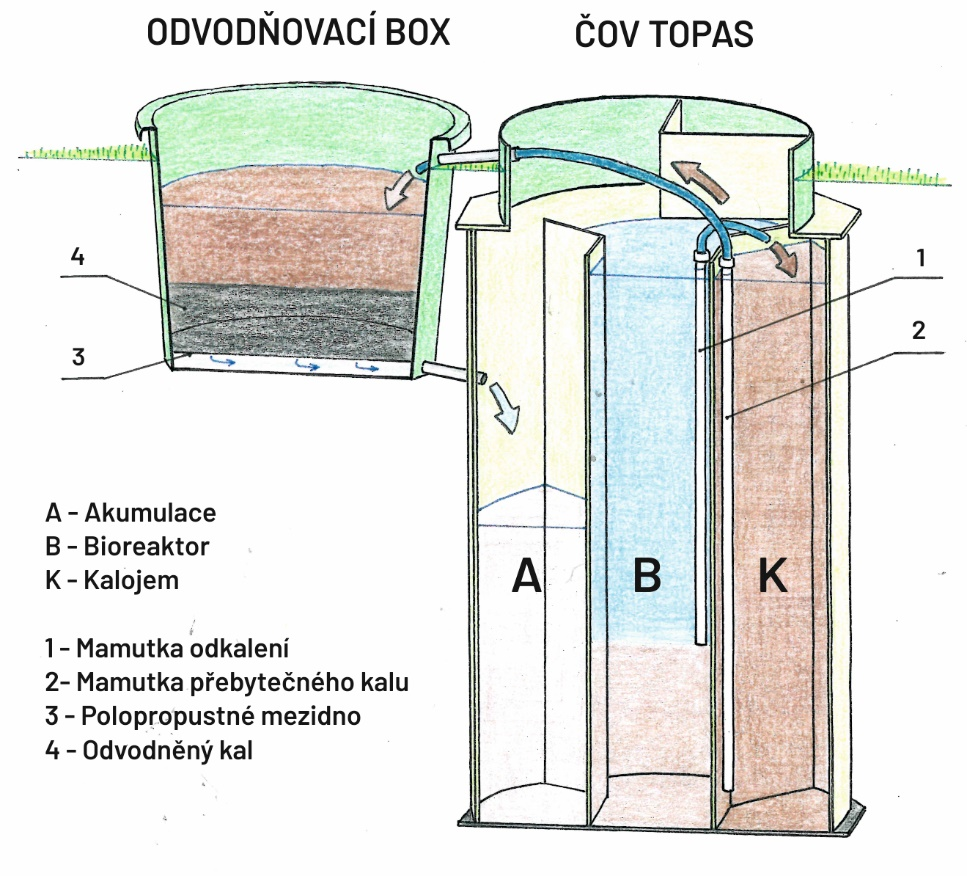 ODVODŇOVACÍ BOX
ČOV TOPAS
4
3
1
2
A
B
K
A - Akumulace
B - Bioreaktor
K - Kalojem
1 - Mamutka odkalení
2- Mamutka přebytečného kalu
3 - Polopropustné mezidno
4 - Odvodněný kal